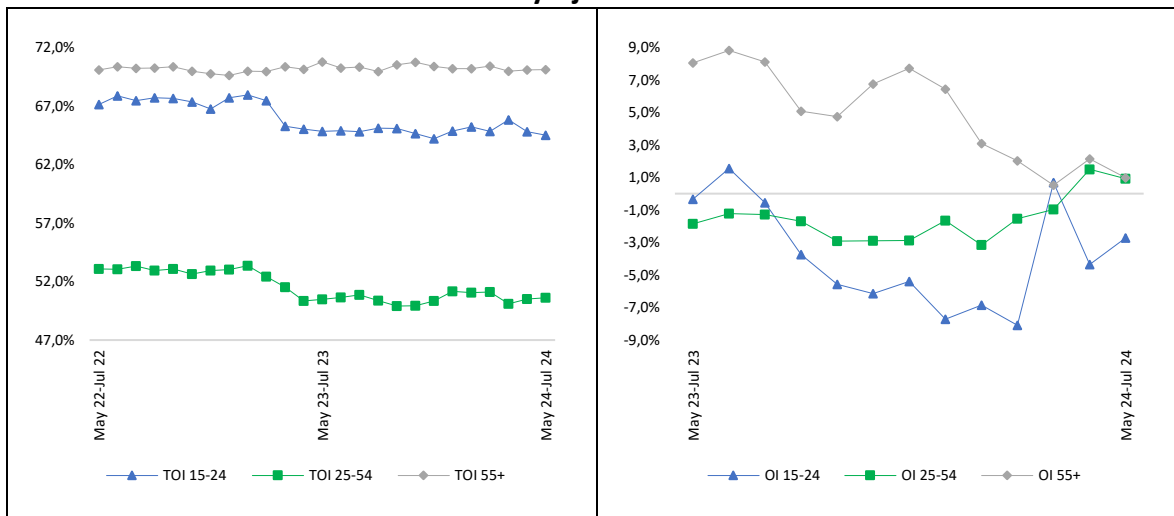 72,0%
67,0%
62,0%
57,0%
52,0%
47,0%
May 22-Jul 22
May 23-Jul 23
May 24-Jul 24
TOI 15-24
TOI 25-54
TOI 55+
9,0%
7,0%
5,0%
3,0%
1,0%
-1,0%
-3,0%
-5,0%
-7,0%
-9,0%
May 23-Jul 23
May 24-Jul 24
OI 15-24
OI 25-54
OI 55+